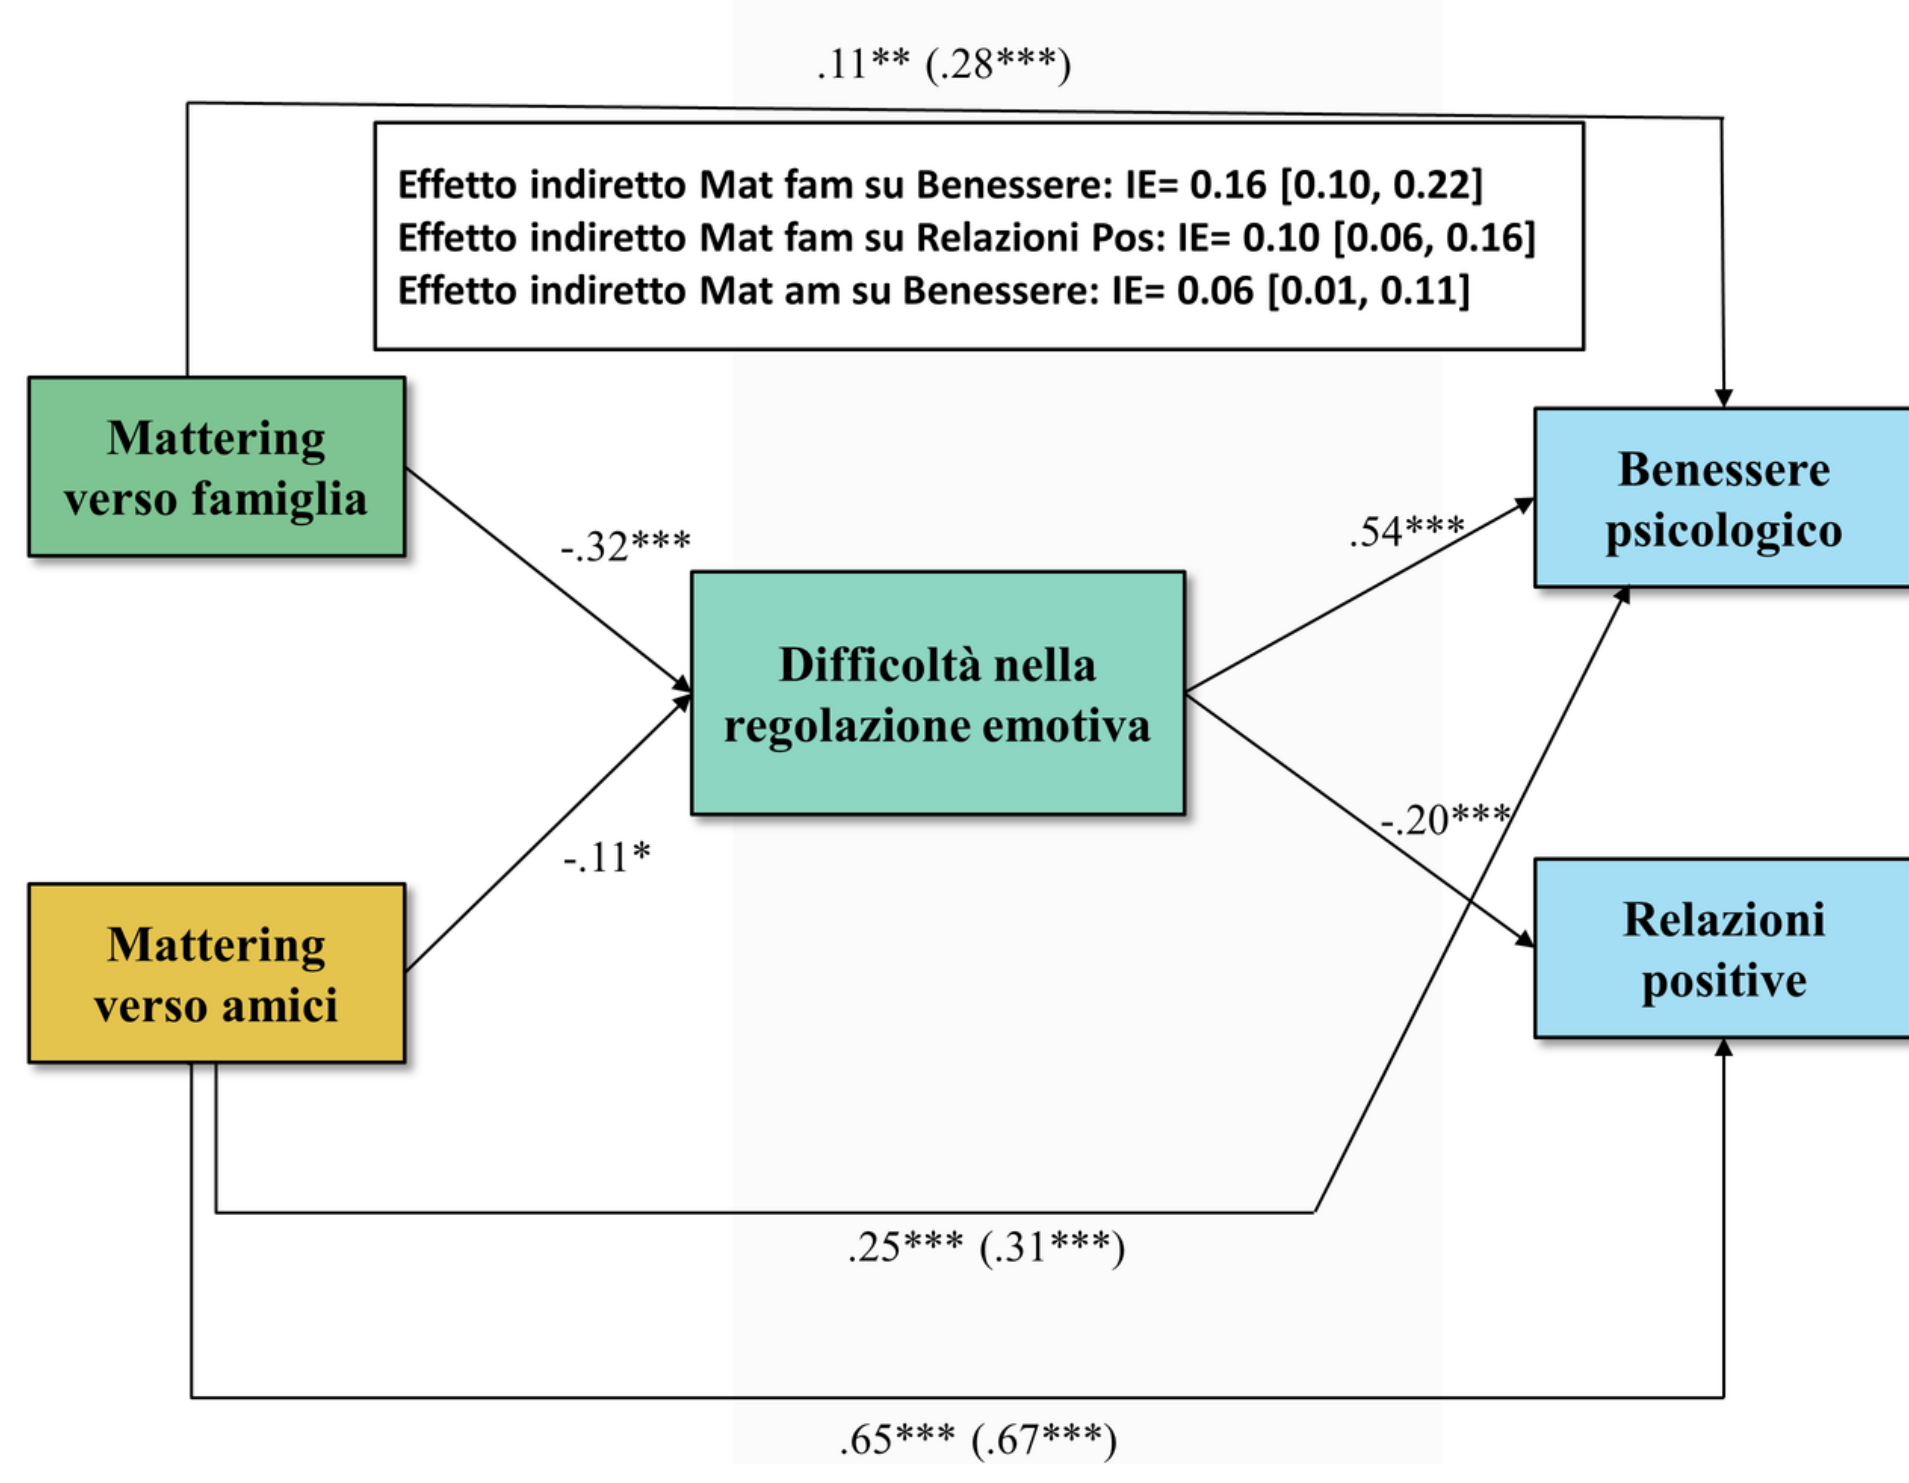 .11** (.28***)
Effetto indiretto Mat fam su Benessere: IE= 0.16 [0.10, 0.22]
Effetto indiretto Mat fam su Relazioni Pos: IE= 0.10 [0.06, 0.16]
Effetto indiretto Mat am su Benessere: IE= 0.06 [0.01, 0.11]
Mattering
verso famiglia
Benessere
psicologico
-.32***
.54***
Difficoltà nella
regolazione emotiva
-.11*
-.20***
Mattering
verso amici
Relazioni
positive
.25*** (.31***)
.65*** (.67***)